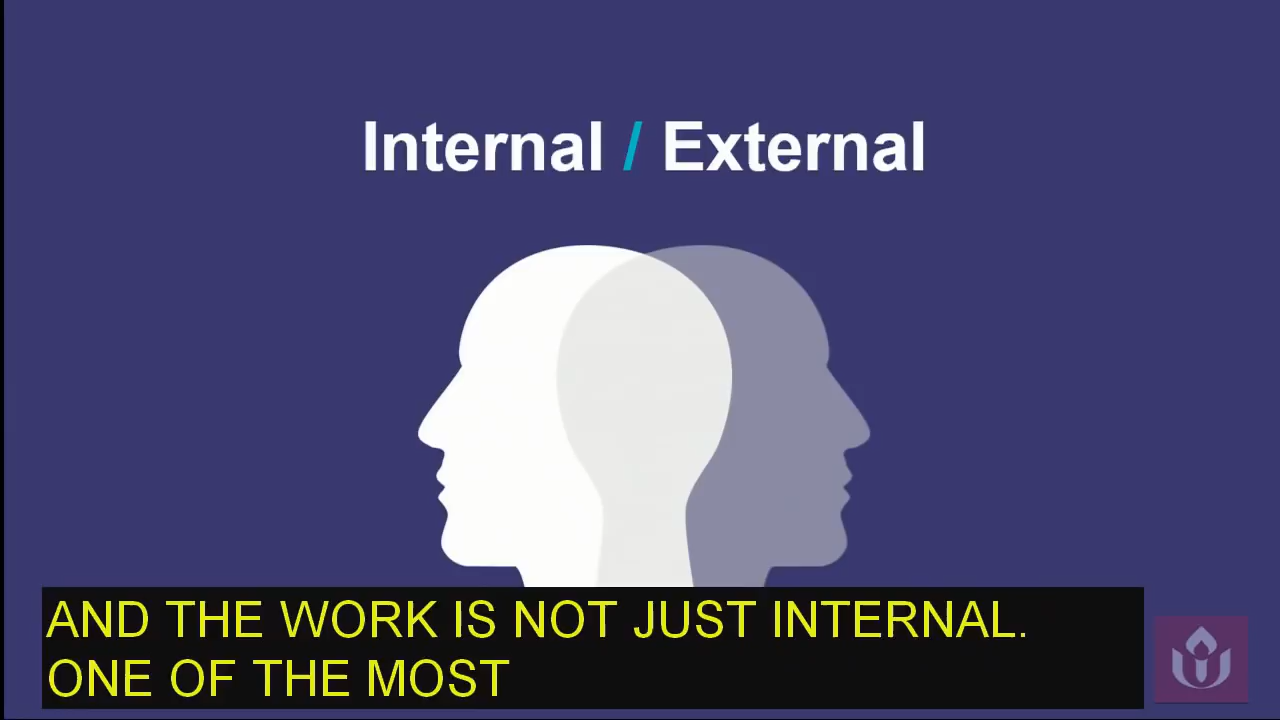 Internal / External
AND THE WORK IS NOT JUST INTERNAL.
ONE OF THE MOST